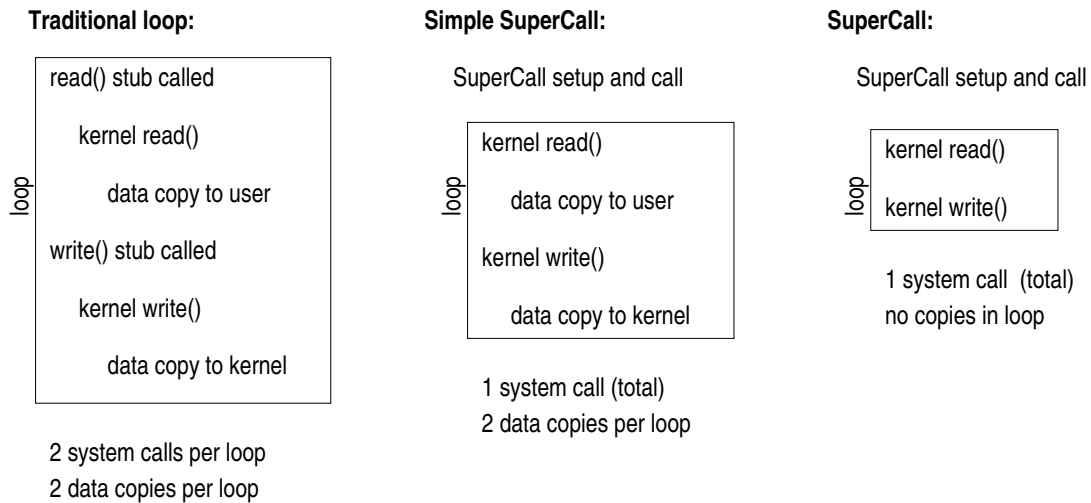 Traditional loop:
loop
read() stub called
kernel read()
data copy to user
write() stub called
kernel write()
data copy to kernel
2 system calls per loop
2 data copies per loop
Simple SuperCall:
SuperCall setup and call
loop
kernel read()
data copy to user
kernel write()
data copy to kernel
1 system call (total)
2 data copies per loop
SuperCall:
SuperCall setup and call
loop
kernel read()
kernel write()
1 system call (total)
no copies in loop